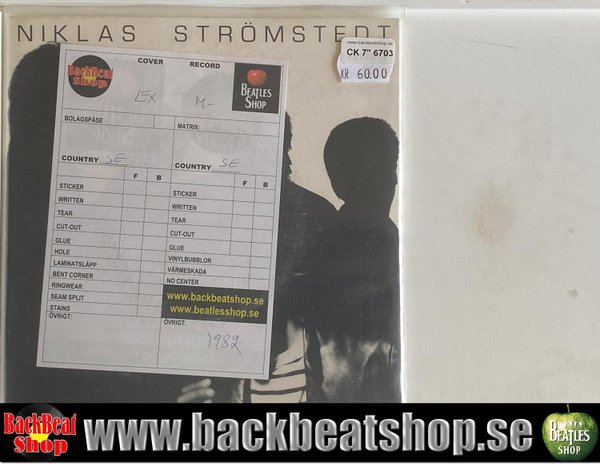 NIKLAS STRÖMSTEDT
www.backbeatshop.se
CK 7" 6703
KR 60.00
BackBeat Shop
COVER
RECORD
BEATLES SHOP
EX
M-
BOLAGSPÅSE
MATRIX:
COUNTRY SE
COUNTRY SE
F B
F B
STICKER
WRITTEN
TEAR
CUT-OUT
GLUE
HOLE
LAMINATSLÄPP
BENT CORNER
RINGWEAR
SEAM SPLIT
STAINS
ÖVRIGT:
STICKER
WRITTEN
TEAR
CUT-OUT
GLUE
VINYLBUBBLOR
VÄRMESKADA
NO CENTER
www.backbeatshop.se
www.beatlesshop.se
ÖVRIGT:
1982
BackBeat Shop
www.backbeatshop.se
BEATLES SHOP